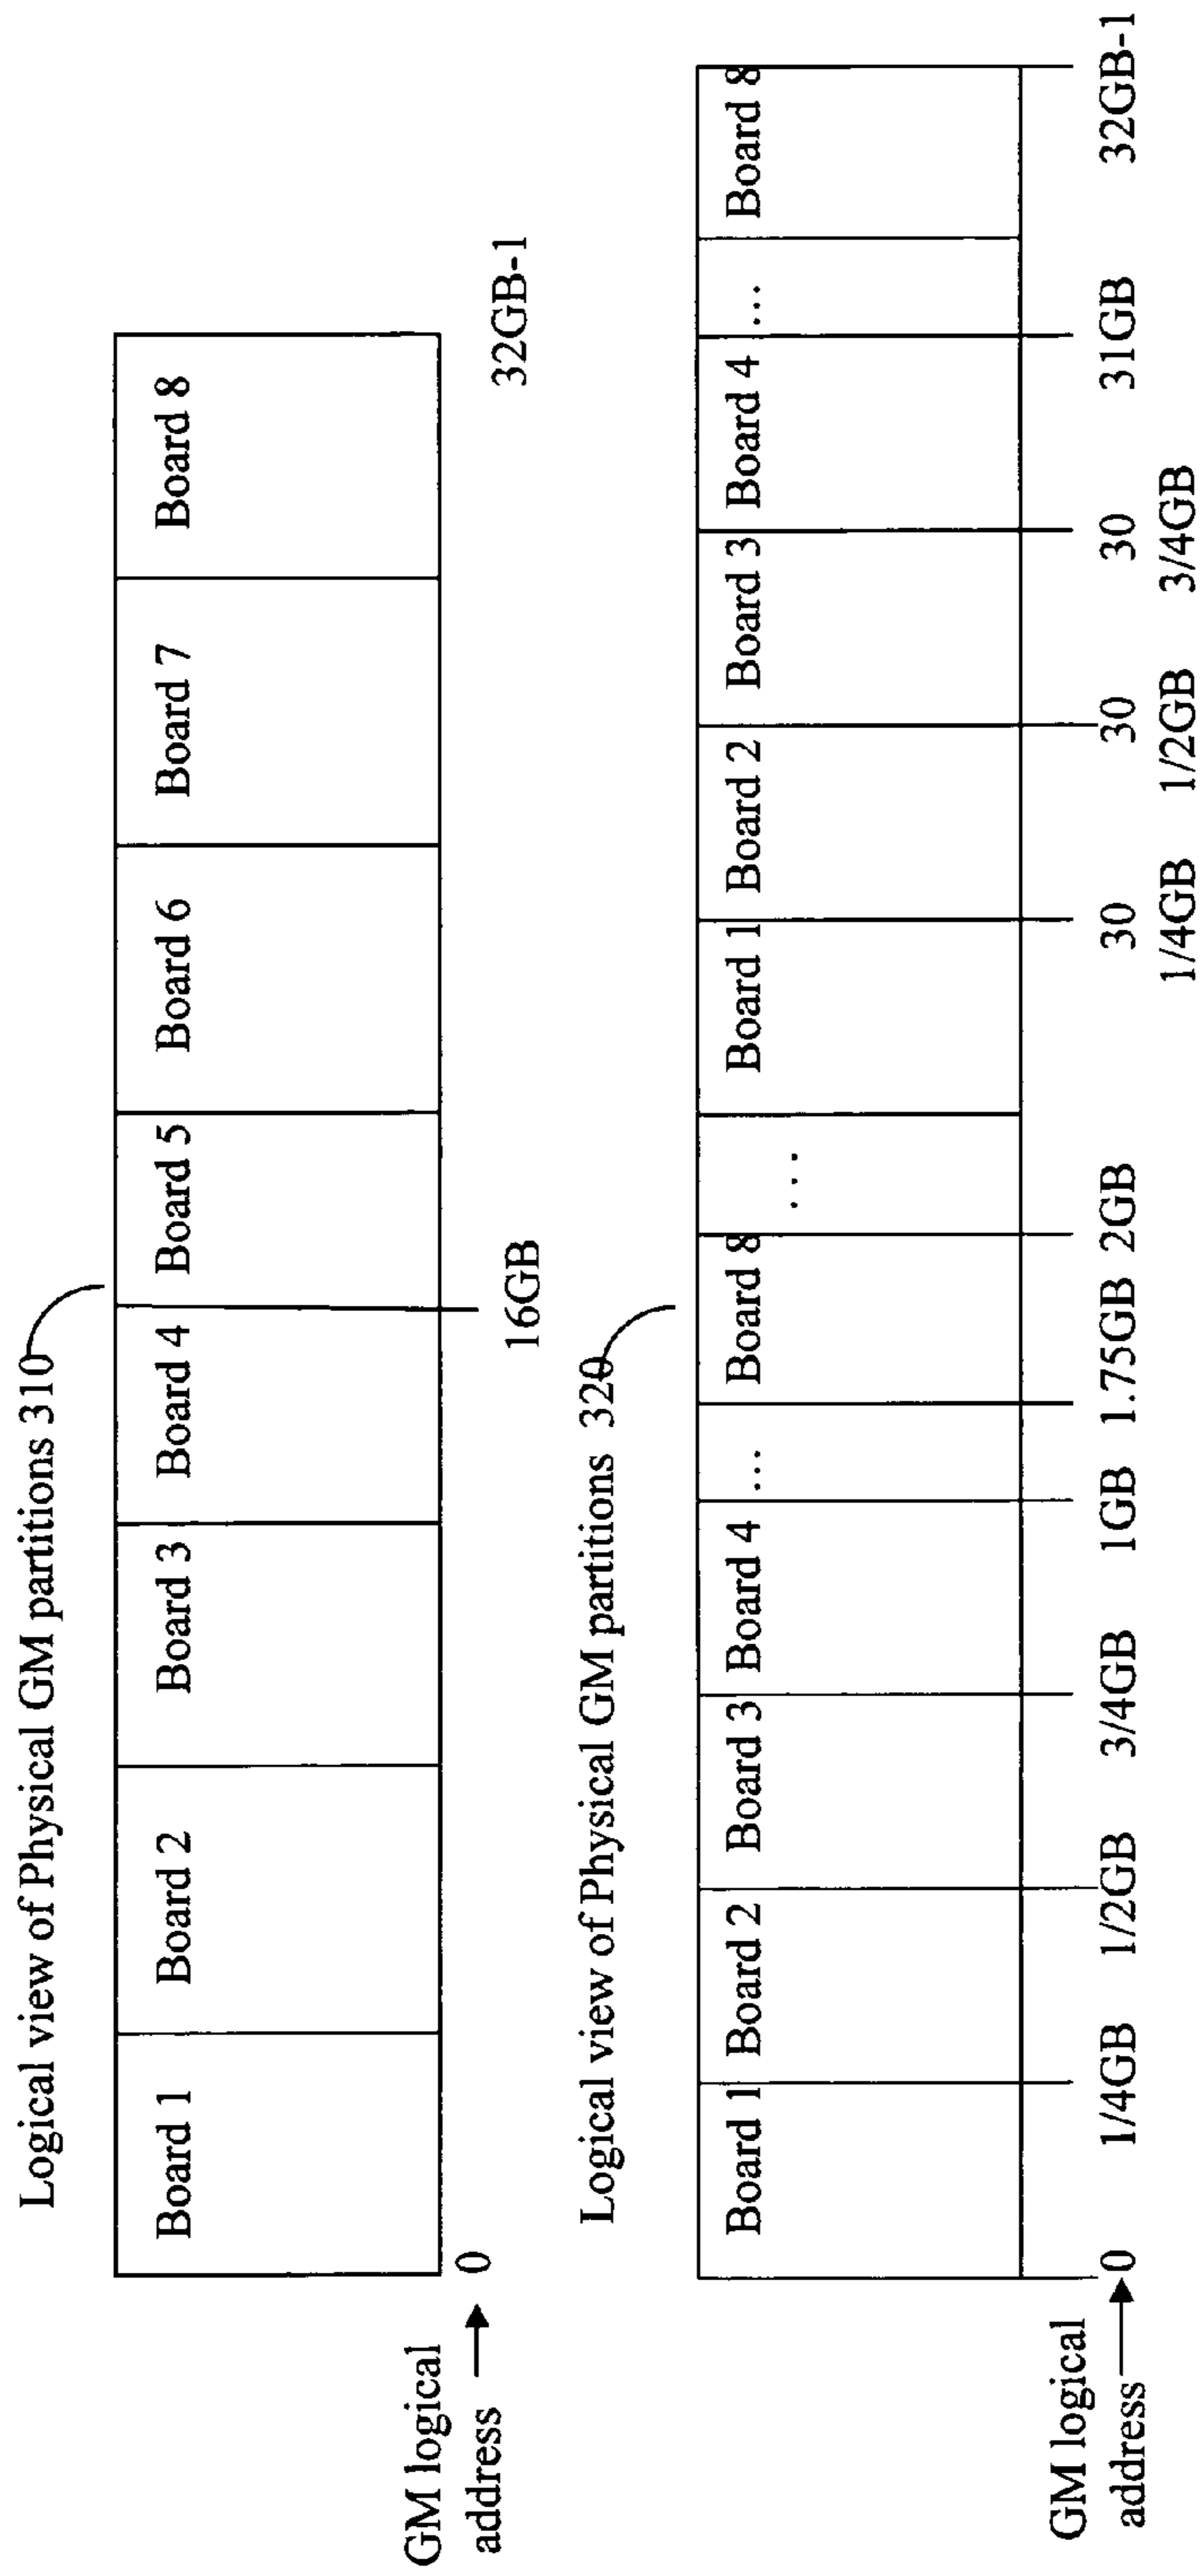 Logical view of Physical GM partitions 310
Board 1 Board 2 Board 3 Board 4 Board 5 Board 6 Board 7 Board 8
GM logical
address
0 16GB 32GB-1
Logical view of Physical GM partitions 320
Board 1 Board 2 Board 3 Board 4 ... Board 8 ... Board 1 Board 2 Board 3 Board 4 ... Board 8
GM logical
address
0 1/4GB 1/2GB 3/4GB 1GB 1.75GB 2GB 30 30 30 31GB 32GB-1
1/4GB 1/2GB 3/4GB